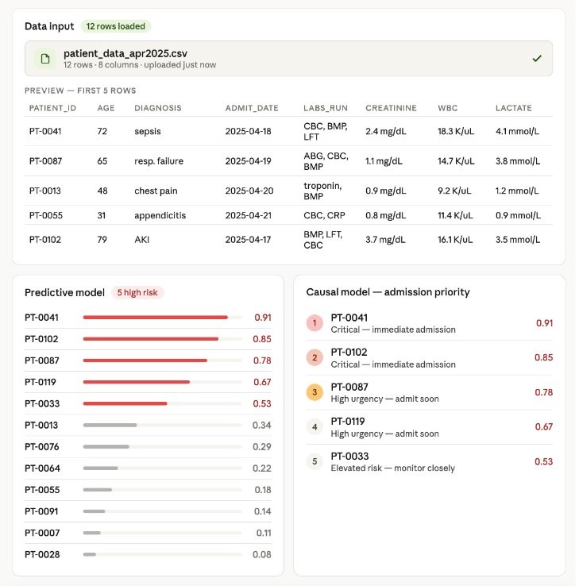 Data input 12 rows loaded
patient_data_apr2025.csv
12 rows · 8 columns · uploaded just now
PREVIEW — FIRST 5 ROWS
PATIENT_ID AGE DIAGNOSIS ADMIT_DATE LABS_RUN CREATININE WBC LACTATE
PT-0041 72 sepsis 2025-04-18 CBC, BMP, LFT 2.4 mg/dL 18.3 K/uL 4.1 mmol/L
PT-0087 65 resp. failure 2025-04-19 ABG, CBC, BMP 1.1 mg/dL 14.7 K/uL 3.8 mmol/L
PT-0013 48 chest pain 2025-04-20 troponin, BMP 0.9 mg/dL 9.2 K/uL 1.2 mmol/L
PT-0055 31 appendicitis 2025-04-21 CBC, CRP 0.8 mg/dL 11.4 K/uL 0.9 mmol/L
PT-0102 79 AKI 2025-04-17 BMP, LFT, CBC 3.7 mg/dL 16.1 K/uL 3.5 mmol/L
Predictive model 5 high risk
PT-0041 0.91
PT-0102 0.85
PT-0087 0.78
PT-0119 0.67
PT-0033 0.53
PT-0013 0.34
PT-0076 0.29
PT-0064 0.22
PT-0055 0.18
PT-0091 0.14
PT-0007 0.11
PT-0028 0.08
Causal model — admission priority
1 PT-0041 0.91
Critical — immediate admission
2 PT-0102 0.85
Critical — immediate admission
3 PT-0087 0.78
High urgency — admit soon
4 PT-0119 0.67
High urgency — admit soon
5 PT-0033 0.53
Elevated risk — monitor closely